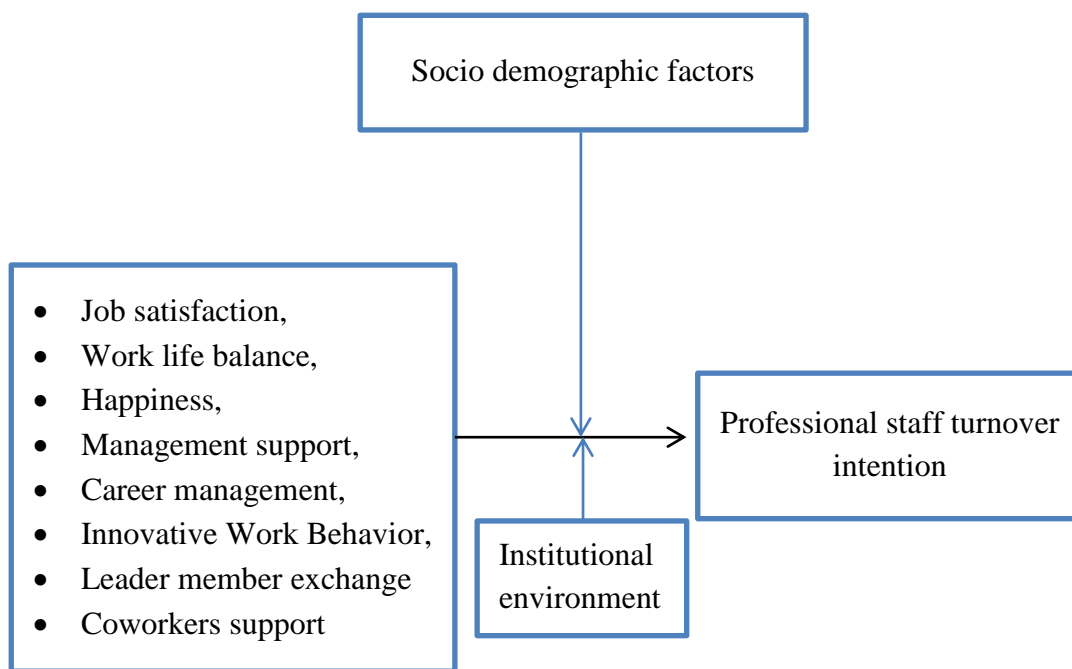 Socio demographic factors
• Job satisfaction,
• Work life balance,
• Happiness,
• Management support,
• Career management,
• Innovative Work Behavior,
• Leader member exchange
• Coworkers support
Professional staff turnover
intention
Institutional
environment